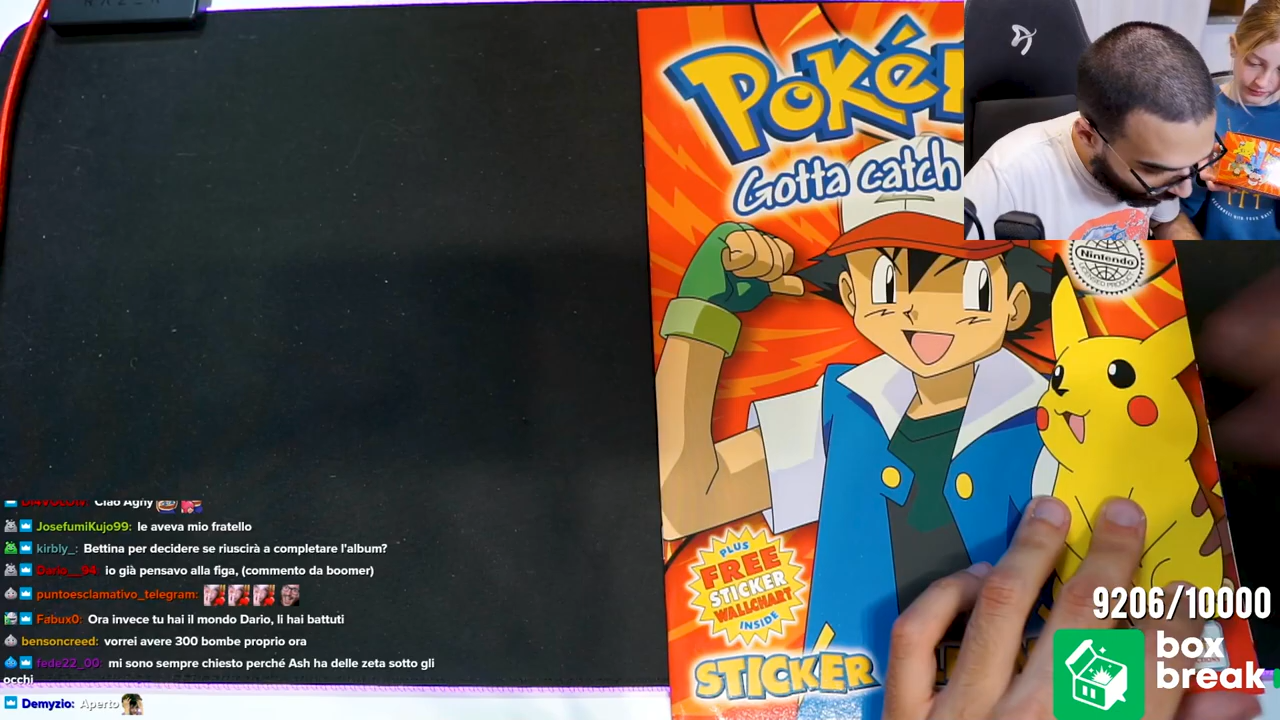 RAZER
Poké
Gotta catch
Nintendo
LICENSED PRODUCT
PLUS
FREE
STICKER
WALLCHART
INSIDE
STICKER
Ciao Aghy
JosefumiKujo99: le aveva mio fratello
kirbly_: Bettina per decidere se riuscirà a completare l'album?
Dario__94: io già pensavo alla figa, (commento da boomer)
puntoesclamativo_telegram:
Fabux0: Ora invece tu hai il mondo Dario, li hai battuti
bensoncreed: vorrei avere 300 bombe proprio ora
fede22_00: mi sono sempre chiesto perché Ash ha delle zeta sotto gli
occhi
Demyzio: Aperto
9206/10000
box
break